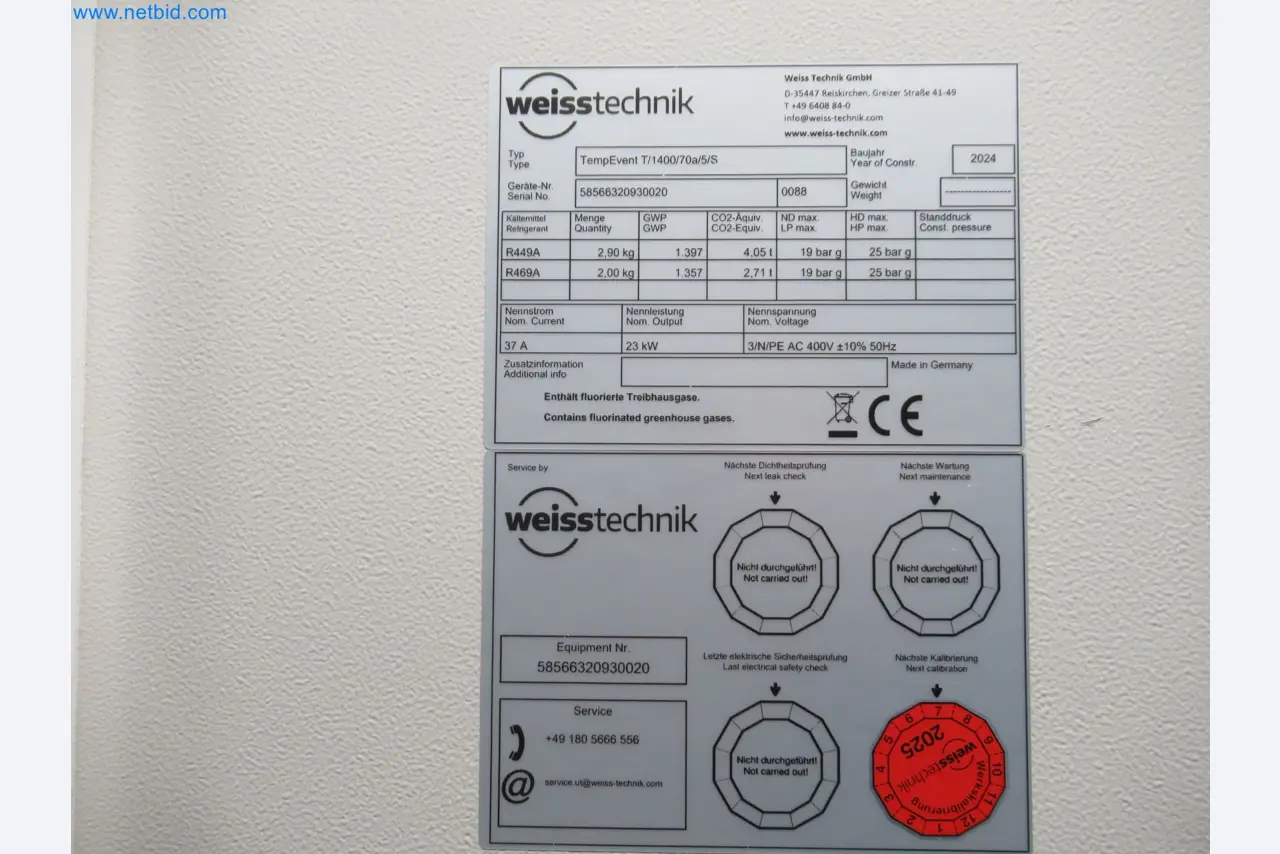 www.netbid.com
weisstechnik
Weiss Technik GmbH
D-35447 Reiskirchen, Greizer Straße 41-49
T +49 6408 84-0
info@weiss-technik.com
www.weiss-technik.com
Typ
Type
TempEvent T/1400/70a/5/S
Baujahr
Year of Constr.
2024
Geräte-Nr.
Serial No.
58566320930020
0088
Gewicht
Weight
------------------
Kältemittel Menge GWP CO2-Äquiv. ND max. HD max. Standdruck
Refrigerant Quantity GWP CO2-Equiv. LP max. HP max. Const. pressure
R449A 2,90 kg 1.397 4,05 t 19 bar g 25 bar g
R469A 2,00 kg 1.357 2,71 t 19 bar g 25 bar g
Nennstrom Nennleistung Nennspannung
Nom. Current Nom. Output Nom. Voltage
37 A 23 kW 3/N/PE AC 400V ±10% 50Hz
Zusatzinformation
Additional info
Made in Germany
Enthält fluorierte Treibhausgase.
Contains fluorinated greenhouse gases.
CE
Service by
weisstechnik
Nächste Dichtheitsprüfung
Next leak check
Nicht durchgeführt!
Not carried out!
Nächste Wartung
Next maintenance
Nicht durchgeführt!
Not carried out!
Equipment Nr.
58566320930020
Letzte elektrische Sicherheitsprüfung
Last electrical safety check
Nicht durchgeführt!
Not carried out!
Nächste Kalibrierung
Next calibration
1 2 3 4 5 6 7 8 9 10 11 12
2025
weisstechnik
Werkskalibrierung
Service
+49 180 5666 556
@ service.ut@weiss-technik.com